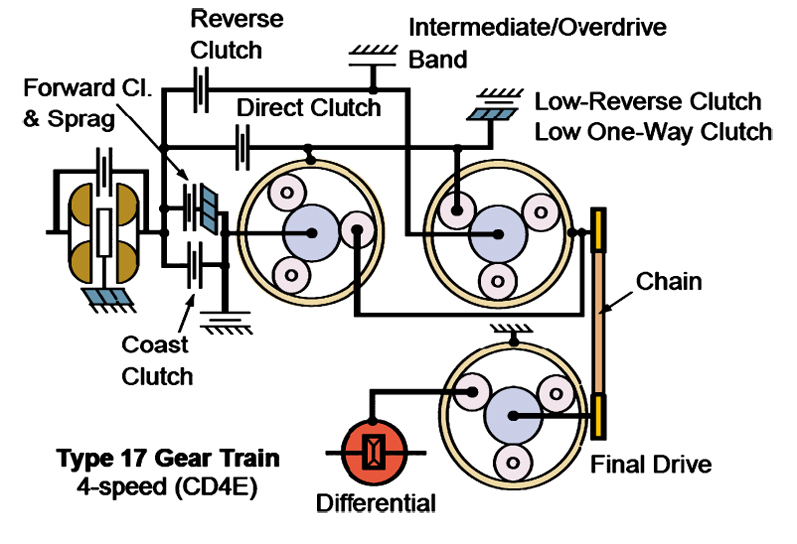 Reverse
Clutch
Intermediate/Overdrive
Band
Forward Cl.
& Sprag
Direct Clutch
Low-Reverse Clutch
Low One-Way Clutch
Chain
Coast
Clutch
Type 17 Gear Train
4-speed (CD4E)
Differential
Final Drive